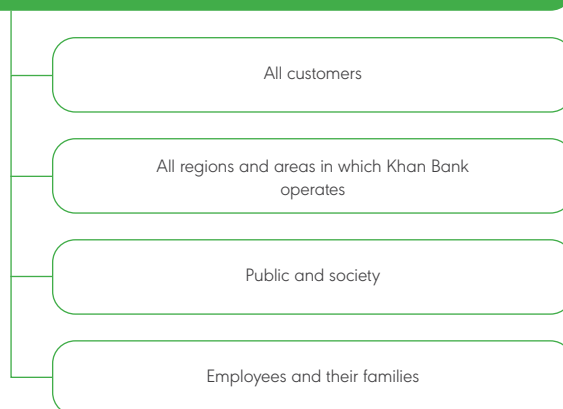 All customers
All regions and areas in which Khan Bank
operates
Public and society
Employees and their families